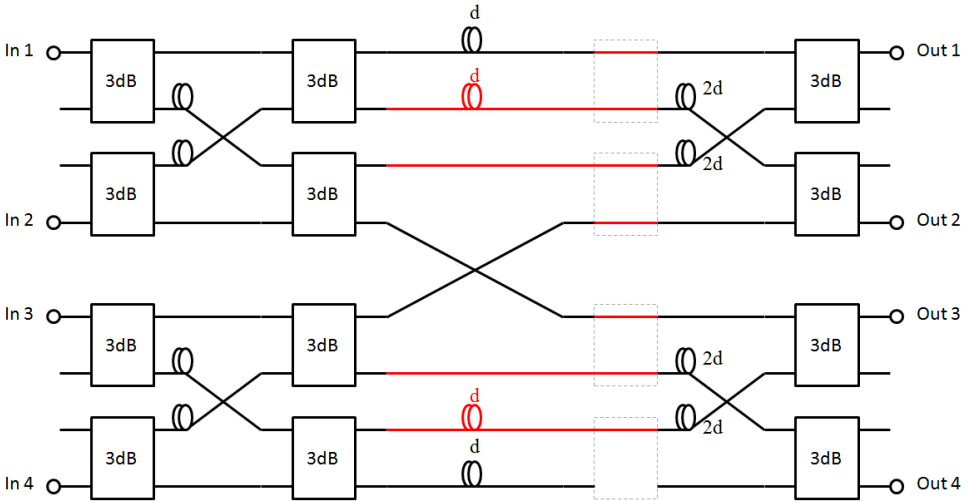 d
In 1 3dB 3dB d 2d 3dB Out 1
In 2 3dB 3dB 2d 3dB Out 2
In 3 3dB 3dB 2d 3dB Out 3
d 2d
In 4 3dB 3dB d 3dB Out 4